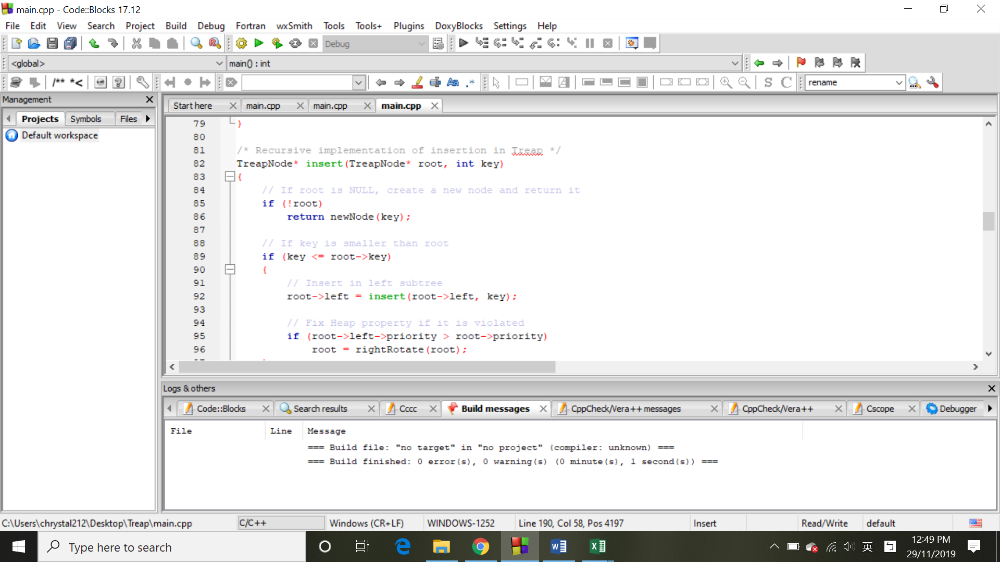 main.cpp - Code::Blocks 17.12
File Edit View Search Project Build Debug Fortran wxSmith Tools Tools+ Plugins DoxyBlocks Settings Help
Debug
<global> main() : int
/** *< rename
Management
Projects Symbols Files
Default workspace
Start here main.cpp main.cpp main.cpp
79 }
80
81 /* Recursive implementation of insertion in Treap */
82 TreapNode* insert(TreapNode* root, int key)
83 {
84 // If root is NULL, create a new node and return it
85 if (!root)
86 return newNode(key);
87
88 // If key is smaller than root
89 if (key <= root->key)
90 {
91 // Insert in left subtree
92 root->left = insert(root->left, key);
93
94 // Fix Heap property if it is violated
95 if (root->left->priority > root->priority)
96 root = rightRotate(root);
Logs & others
Code::Blocks Search results Cccc Build messages CppCheck/Vera++ messages CppCheck/Vera++ Cscope Debugger
File Line Message
=== Build file: "no target" in "no project" (compiler: unknown) ===
=== Build finished: 0 error(s), 0 warning(s) (0 minute(s), 1 second(s)) ===
C:\Users\chrystal212\Desktop\Treap\main.cpp C/C++ Windows (CR+LF) WINDOWS-1252 Line 190, Col 58, Pos 4197 Insert Read/Write default
Type here to search
英
12:49 PM
29/11/2019